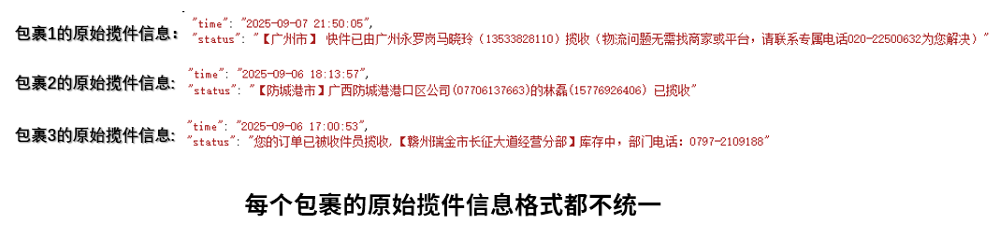 包裹1的原始揽件信息:
"time": "2025-09-07 21:50:05",
"status": "【广州市】 快件已由广州永罗岗马晓玲（13533828110）揽收（物流问题无需找商家或平台，请联系专属电话020-22500632为您解决）"
包裹2的原始揽件信息:
"time": "2025-09-06 18:13:57",
"status": "【防城港市】广西防城港港口区公司(07706137663)的林磊(15776926406) 已揽收"
包裹3的原始揽件信息:
"time": "2025-09-06 17:00:53",
"status": "您的订单已被收件员揽收,【赣州瑞金市长征大道经营分部】库存中，部门电话：0797-2109188"
每个包裹的原始揽件信息格式都不统一